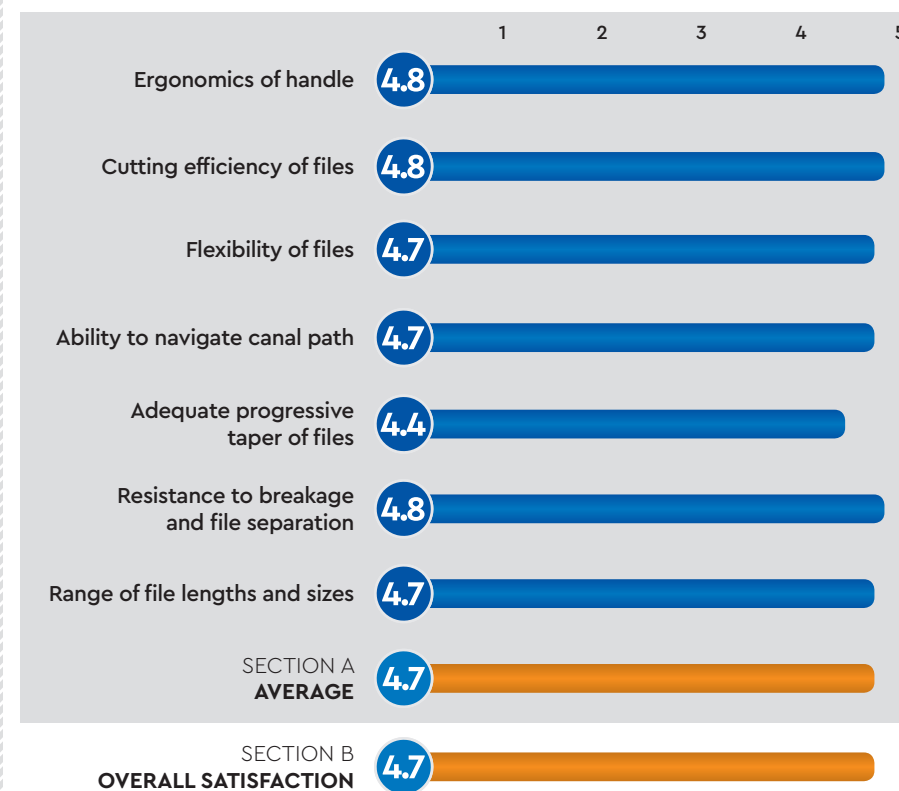 1 2 3 4 5
Ergonomics of handle 4.8
Cutting efficiency of files 4.8
Flexibility of files 4.7
Ability to navigate canal path 4.7
Adequate progressive
taper of files 4.4
Resistance to breakage
and file separation 4.8
Range of file lengths and sizes 4.7
SECTION A
AVERAGE 4.7
SECTION B
OVERALL SATISFACTION 4.7